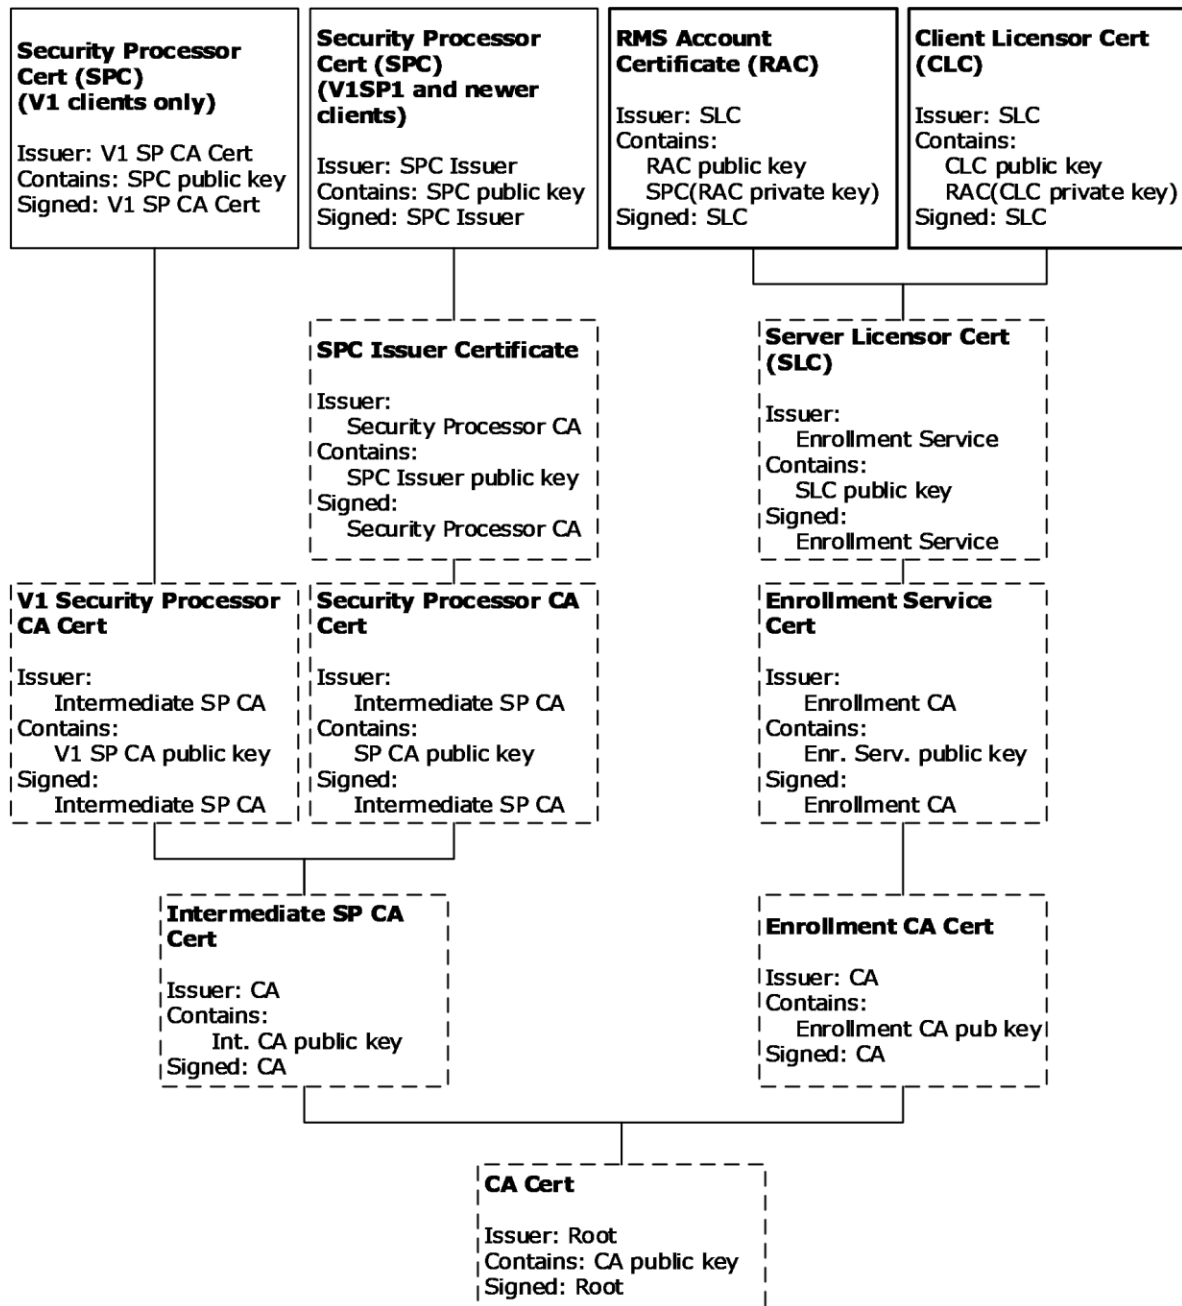 Security Processor
Cert (SPC)
(V1 clients only)
Issuer: V1 SP CA Cert
Contains: SPC public key
Signed: V1 SP CA Cert
Security Processor
Cert (SPC)
(V1SP1 and newer
clients)
Issuer: SPC Issuer
Contains: SPC public key
Signed: SPC Issuer
RMS Account
Certificate (RAC)
Issuer: SLC
Contains:
RAC public key
SPC(RAC private key)
Signed: SLC
Client Licensor Cert
(CLC)
Issuer: SLC
Contains:
CLC public key
RAC(CLC private key)
Signed: SLC
SPC Issuer Certificate
Issuer:
Security Processor CA
Contains:
SPC Issuer public key
Signed:
Security Processor CA
Server Licensor Cert
(SLC)
Issuer:
Enrollment Service
Contains:
SLC public key
Signed:
Enrollment Service
V1 Security Processor
CA Cert
Issuer:
Intermediate SP CA
Contains:
V1 SP CA public key
Signed:
Intermediate SP CA
Security Processor CA
Cert
Issuer:
Intermediate SP CA
Contains:
SP CA public key
Signed:
Intermediate SP CA
Enrollment Service
Cert
Issuer:
Enrollment CA
Contains:
Enr. Serv. public key
Signed:
Enrollment CA
Intermediate SP CA
Cert
Issuer: CA
Contains:
Int. CA public key
Signed: CA
Enrollment CA Cert
Issuer: CA
Contains:
Enrollment CA pub key
Signed: CA
CA Cert
Issuer: Root
Contains: CA public key
Signed: Root